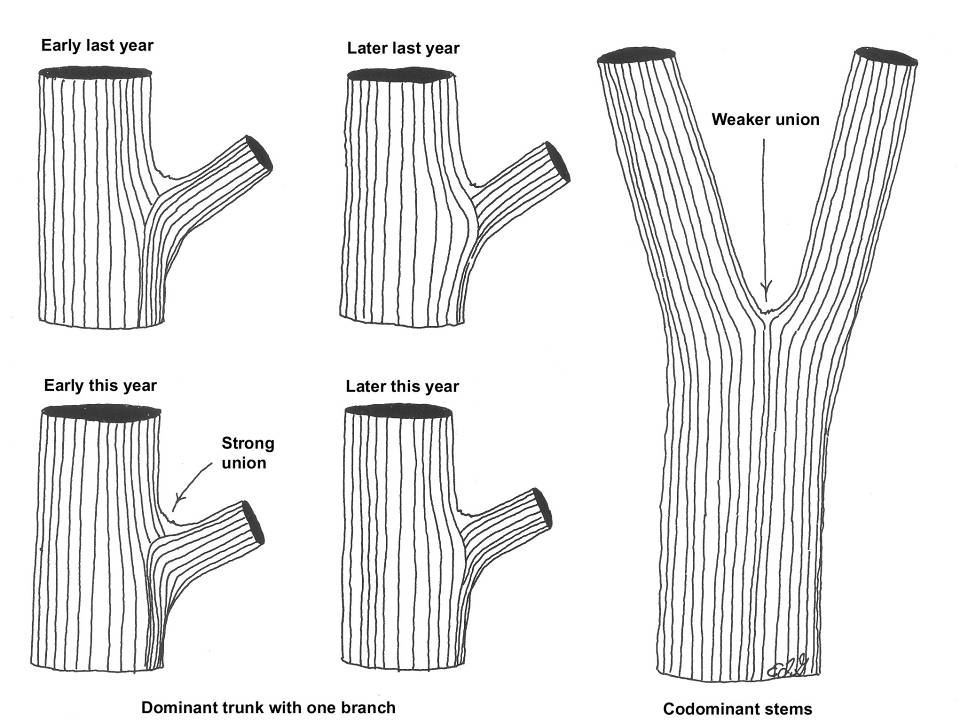 Early last year
Later last year
Weaker union
Early this year
Later this year
Strong
union
Dominant trunk with one branch
Codominant stems